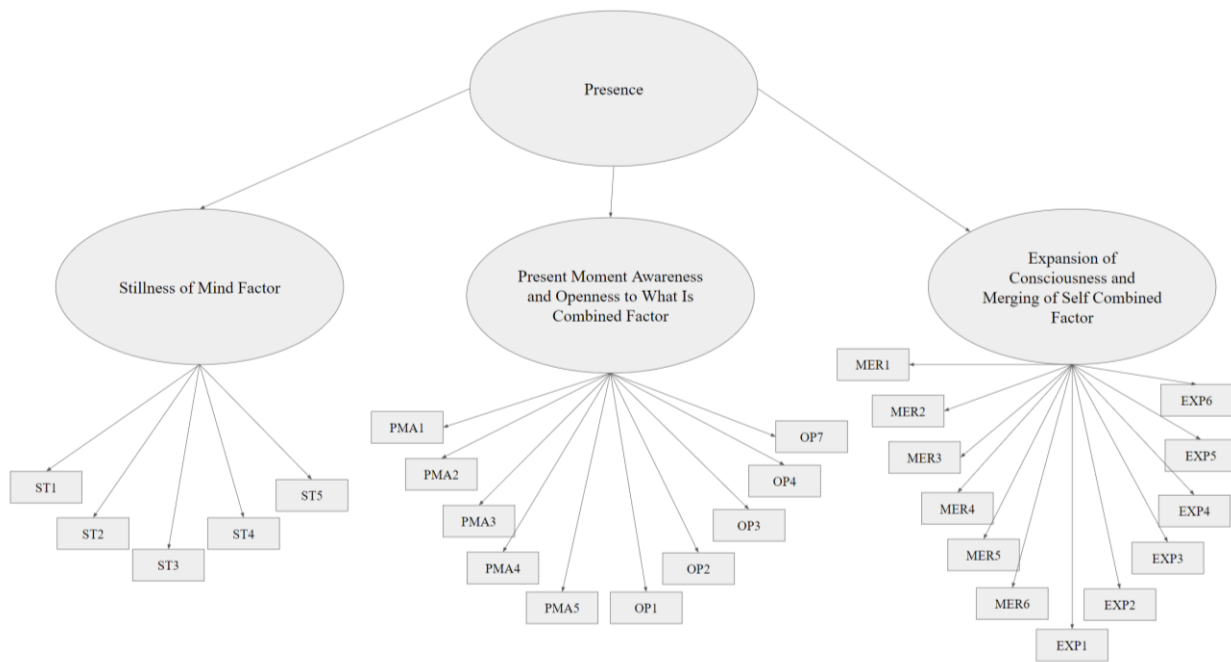 Presence
Stillness of Mind Factor
Present Moment Awareness
and Openness to What Is
Combined Factor
Expansion of
Consciousness and
Merging of Self Combined
Factor
ST1
ST2
ST3
ST4
ST5
PMA1
PMA2
PMA3
PMA4
PMA5
OP1
OP2
OP3
OP4
OP7
MER1
MER2
MER3
MER4
MER5
MER6
EXP1
EXP2
EXP3
EXP4
EXP5
EXP6